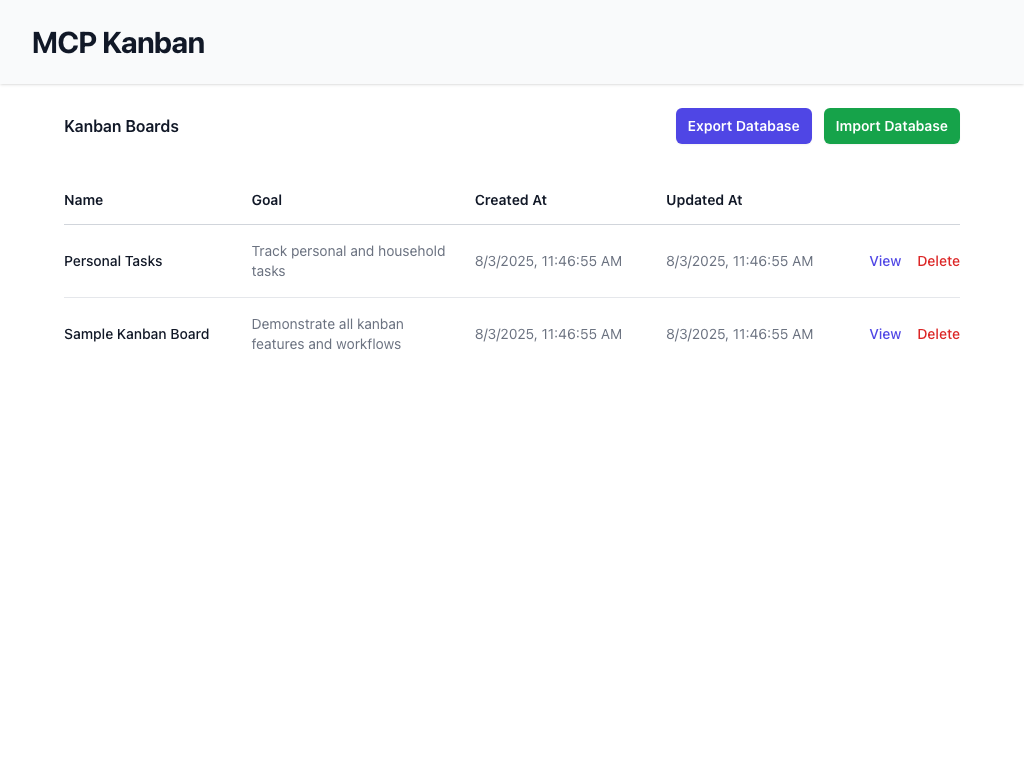 MCP Kanban
Kanban Boards
Export Database
Import Database
Name Goal Created At Updated At
Personal Tasks
Track personal and household
tasks
8/3/2025, 11:46:55 AM
8/3/2025, 11:46:55 AM
View
Delete
Sample Kanban Board
Demonstrate all kanban
features and workflows
8/3/2025, 11:46:55 AM
8/3/2025, 11:46:55 AM
View
Delete